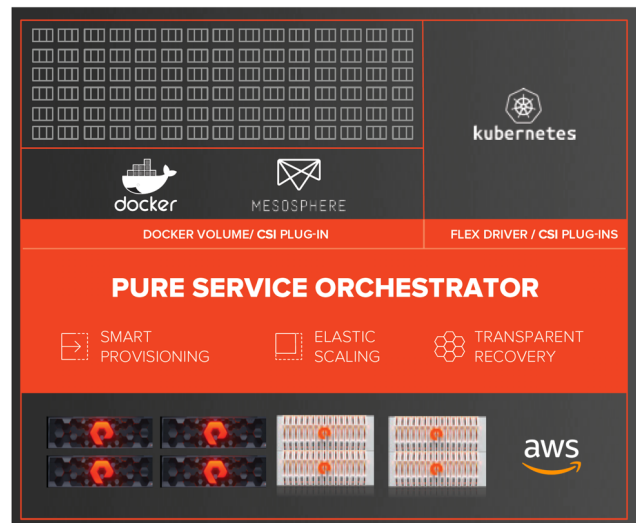 kubernetes
docker
MESOSPHERE
DOCKER VOLUME/ CSI PLUG-IN
FLEX DRIVER / CSI PLUG-INS
PURE SERVICE ORCHESTRATOR
SMART
PROVISIONING
ELASTIC
SCALING
TRANSPARENT
RECOVERY
aws